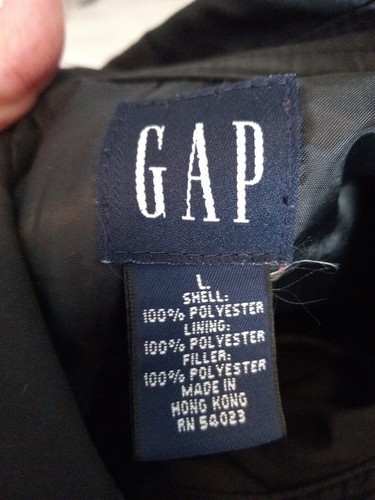 GAP
L
SHELL:
100% POLYESTER
LINING:
100% POLYESTER
FILLER:
100% POLYESTER
MADE IN
HONG KONG
RN 54023